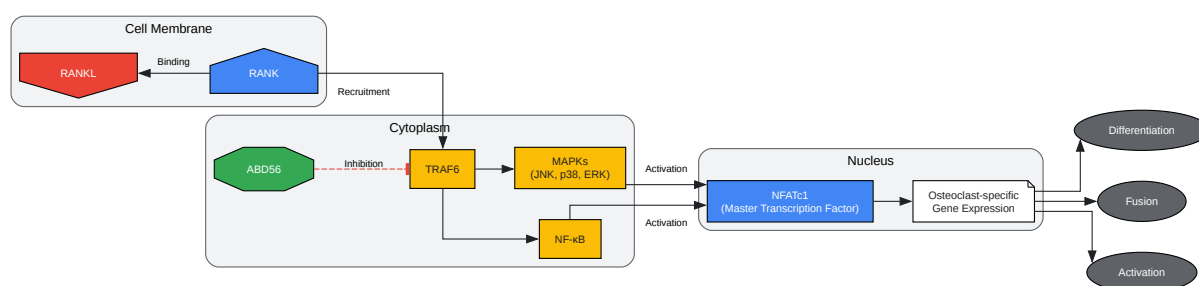 Cell Membrane
RANKL
Binding
RANK
Recruitment
Cytoplasm
ABD56
Inhibition
TRAF6
MAPKs
(JNK, p38, ERK)
NF-κB
Activation
Activation
Nucleus
NFATc1
(Master Transcription Factor)
Osteoclast-specific
Gene Expression
Differentiation
Fusion
Activation